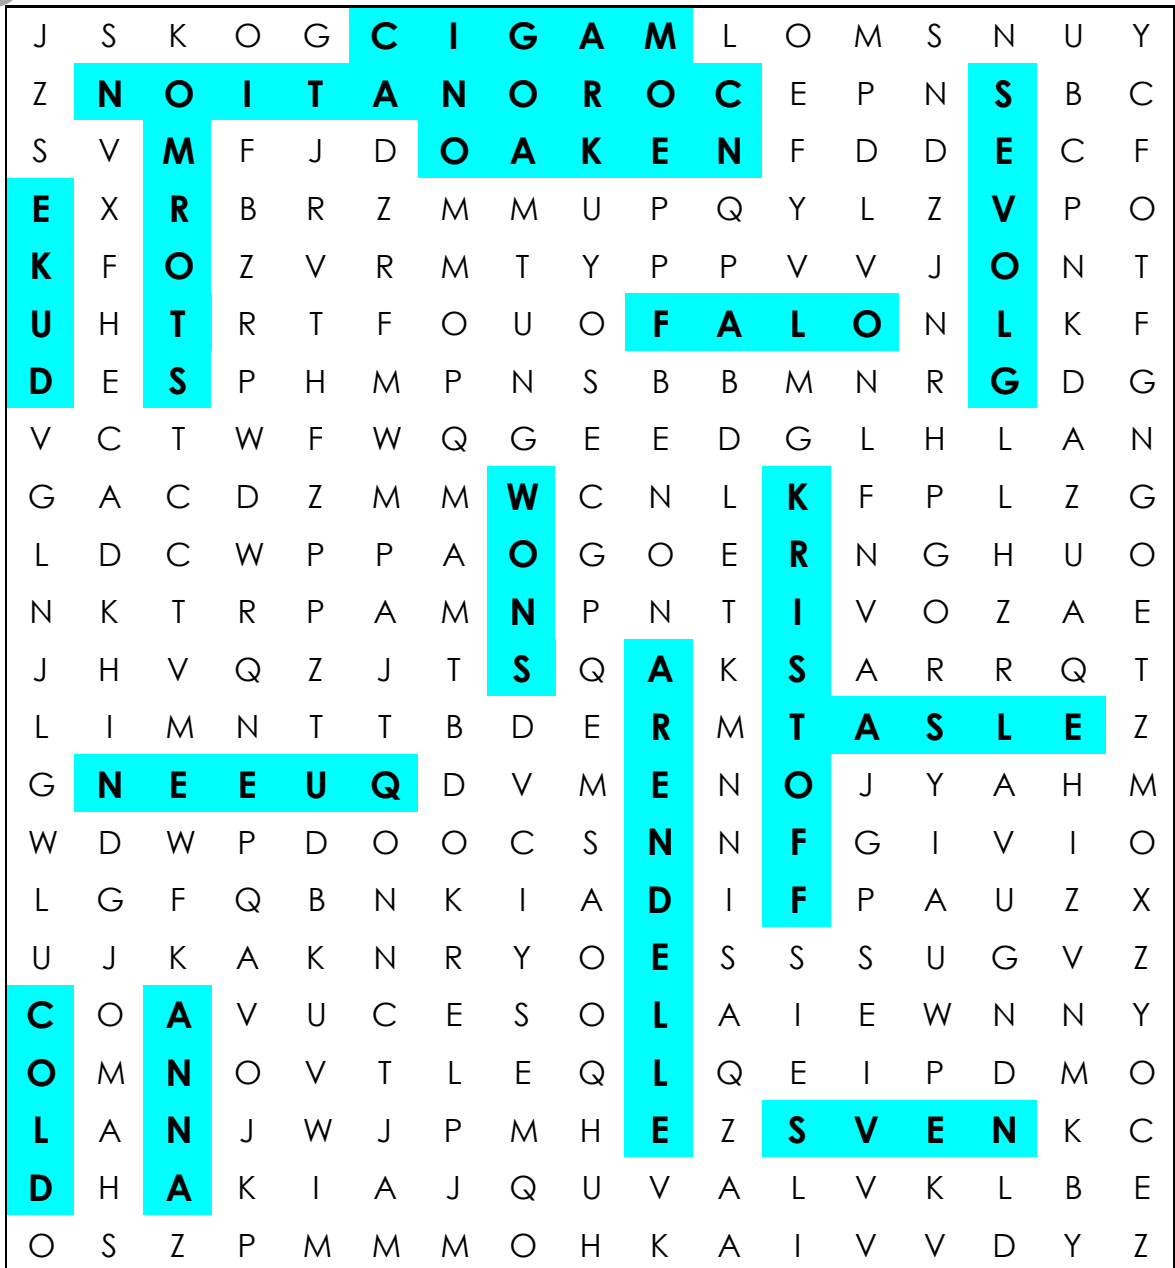 J S K O G C I G A M L O M S N U Y
Z N O I T A N O R O C E P N S B C
S V M F J D O A K E N F D D E C F
E X R B R Z M M U P Q Y L Z V P O
K F O Z V R M T Y P P V V J O N T
U H T R T F O U O F A L O N L K F
D E S P H M P N S B B M N R G D G
V C T W F W Q G E E D G L H L A N
G A C D Z M M W C N L K F P L Z G
L D C W P P A O G O E R N G H U O
N K T R P A M N P N T I V O Z A E
J H V Q Z J T S Q A K S A R R Q T
L I M N T T B D E R M T A S L E Z
G N E E U Q D V M E N O J Y A H M
W D W P D O O C S N N F G I V I O
L G F Q B N K I A D I F P A U Z X
U J K A K N R Y O E S S S U G V Z
C O A V U C E S O L A I E W N N Y
O M N O V T L E Q L Q E I P D M O
L A N J W J P M H E Z S V E N K C
D H A K I A J Q U V A L V K L B E
O S Z P M M M O H K A I V V D Y Z